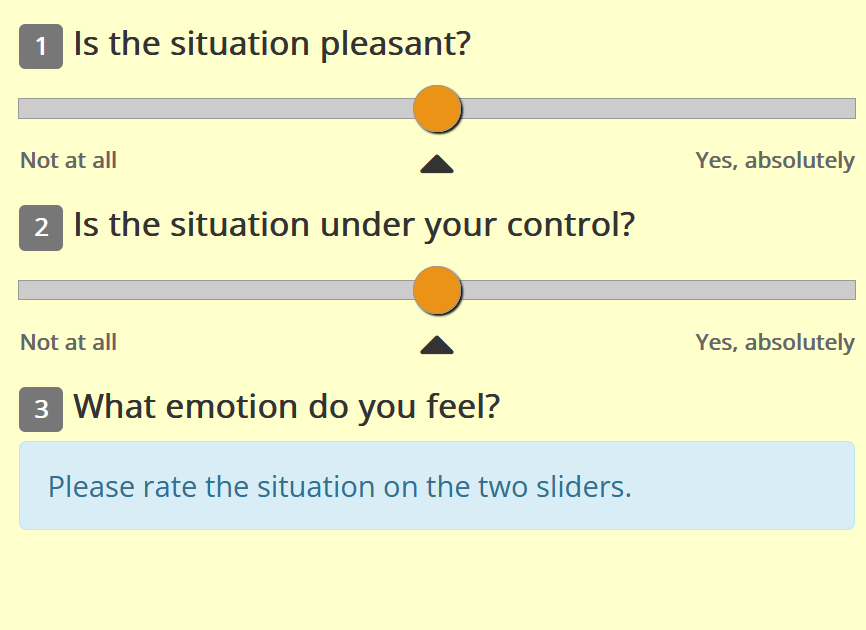 1 Is the situation pleasant?
Not at all Yes, absolutely
2 Is the situation under your control?
Not at all Yes, absolutely
3 What emotion do you feel?
Please rate the situation on the two sliders.